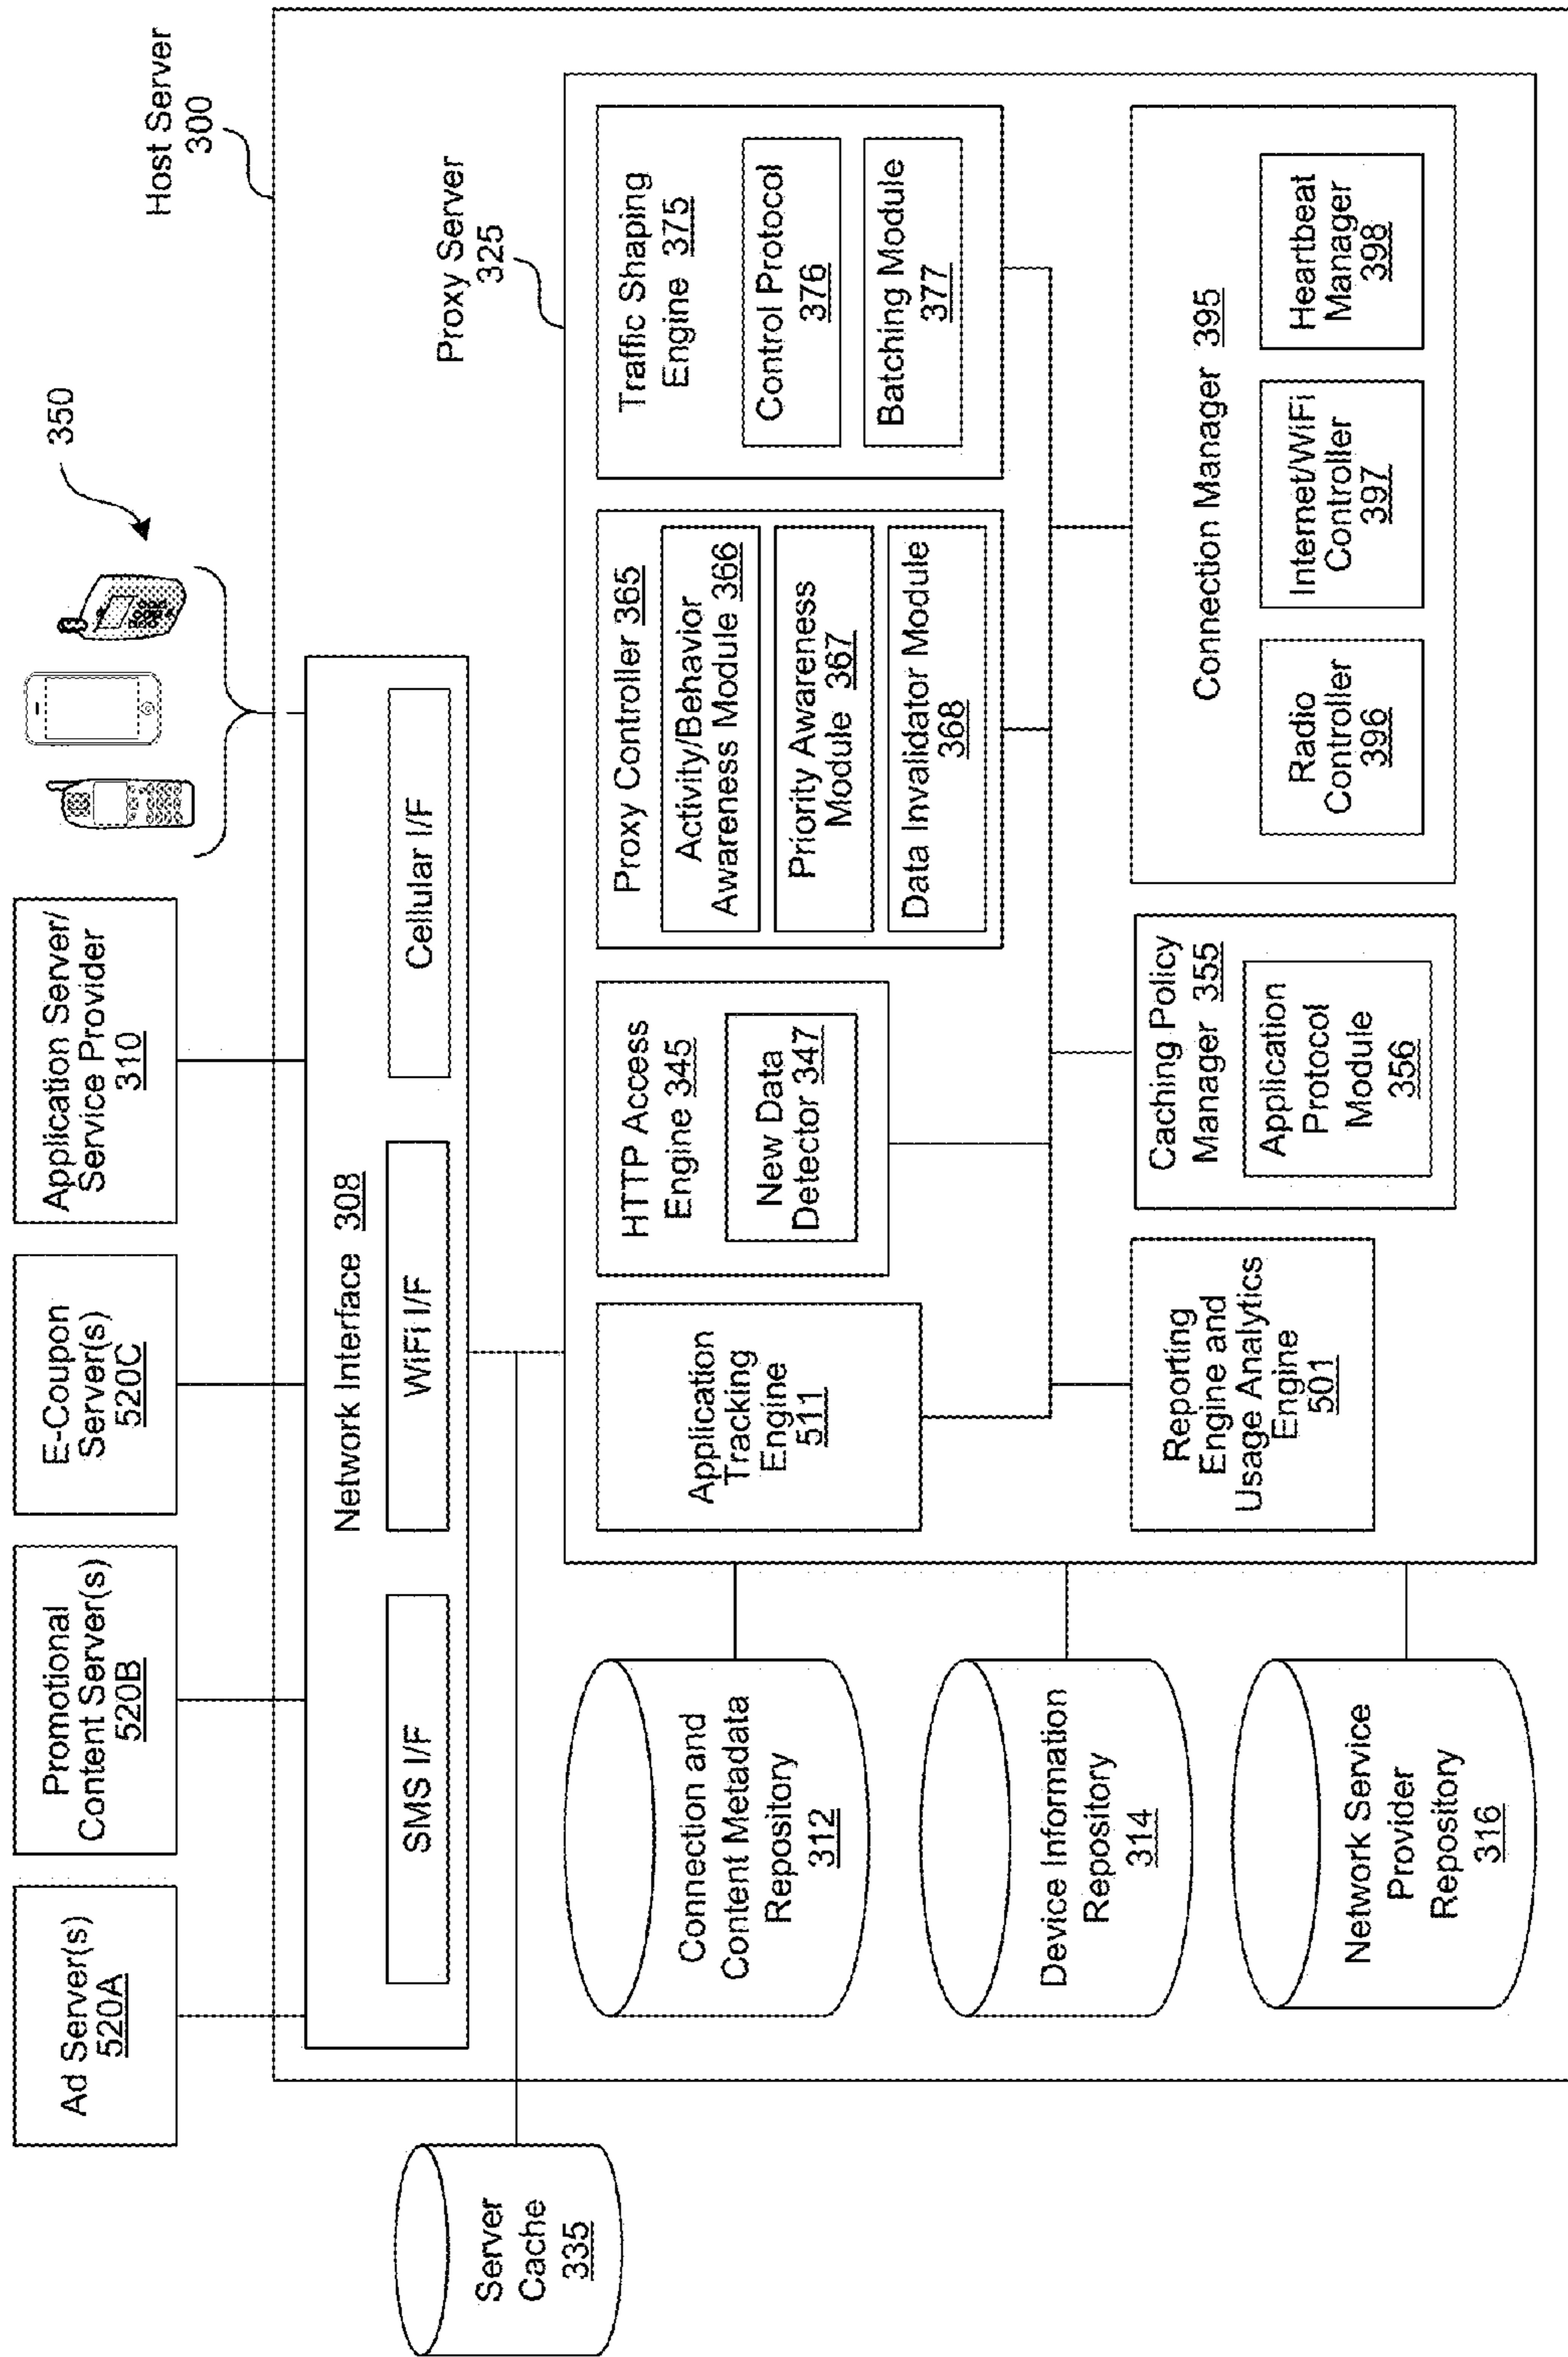 Ad Server(s)
520A
Promotional
Content Server(s)
520B
E-Coupon
Server(s)
520C
Application Server/
Service Provider
310
350
Host Server
300
Network Interface 308
SMS I/F
WiFi I/F
Cellular I/F
Server
Cache
335
Proxy Server
325
Connection and
Content Metadata
Repository
312
Device Information
Repository
314
Network Service
Provider
Repository
316
Application
Tracking
Engine
511
HTTP Access
Engine 345
New Data
Detector 347
Proxy Controller 365
Activity/Behavior
Awareness Module 366
Priority Awareness
Module 367
Data Invalidator Module
368
Traffic Shaping
Engine 375
Control Protocol
376
Batching Module
377
Reporting
Engine and
Usage Analytics
Engine
501
Caching Policy
Manager 355
Application
Protocol
Module
356
Connection Manager 395
Radio
Controller
396
Internet/WiFi
Controller
397
Heartbeat
Manager
398